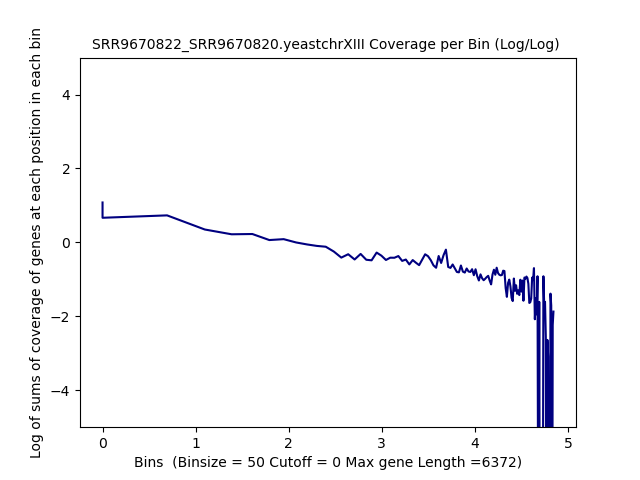 SRR9670822_SRR9670820.yeastchrXIII Coverage per Bin (Log/Log)
Log of sums of coverage of genes at each position in each bin
4
2
0
−2
−4
0 1 2 3 4 5
Bins  (Binsize = 50 Cutoff = 0 Max gene Length =6372)